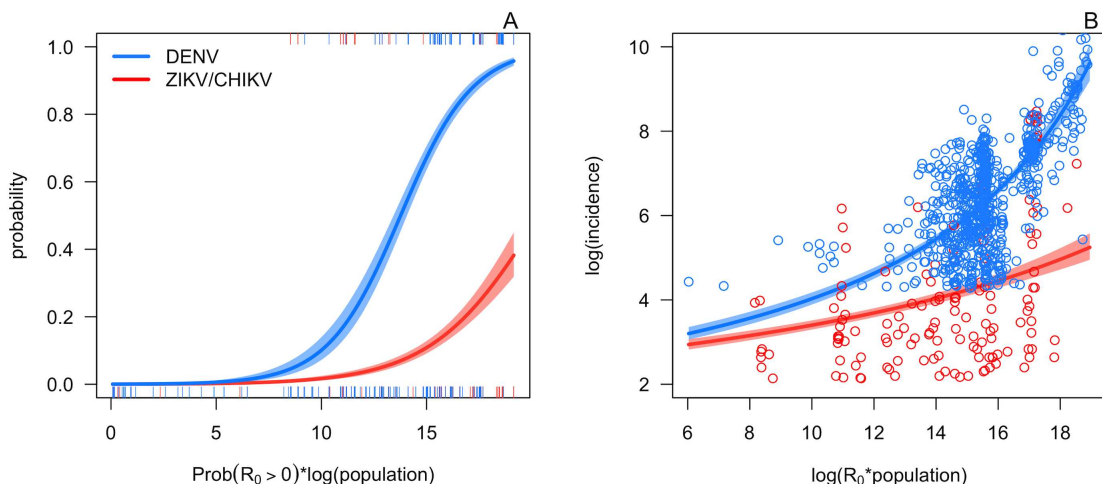 A
DENV
ZIKV/CHIKV
1.0
0.8
0.6
0.4
0.2
0.0
probability
0
5
10
15
Prob(R₀ > 0)*log(population)
B
10
8
6
4
2
log(incidence)
6
8
10
12
14
16
18
log(R₀*population)